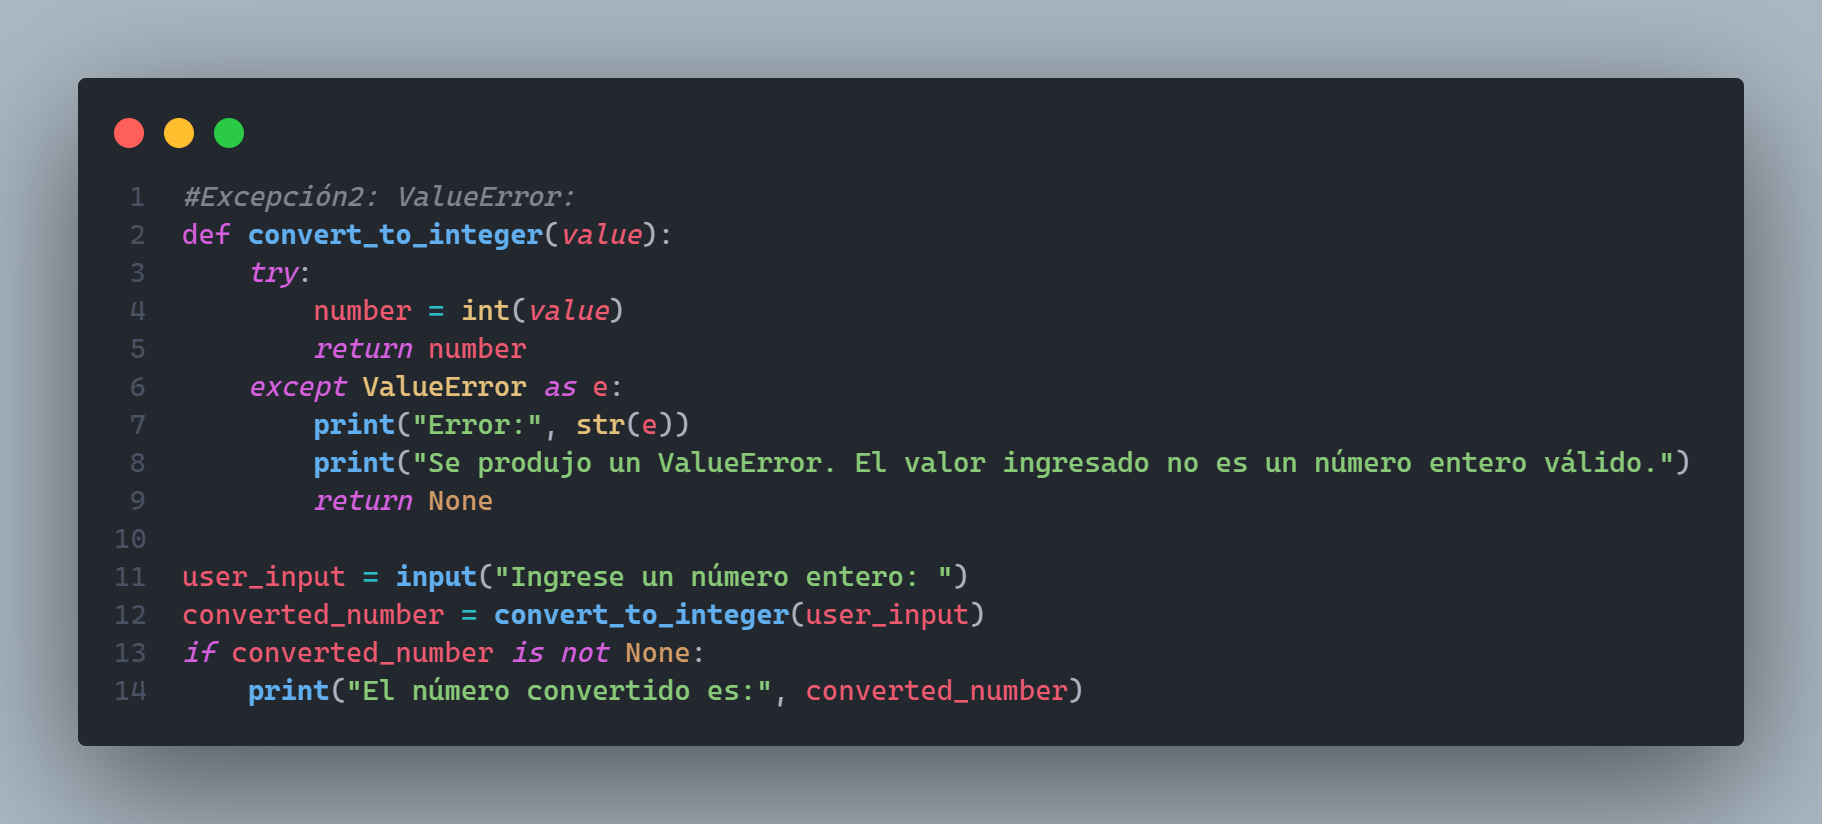 1 #Excepción2: ValueError:
2 def convert_to_integer(value):
3     try:
4         number = int(value)
5         return number
6     except ValueError as e:
7         print("Error:", str(e))
8         print("Se produjo un ValueError. El valor ingresado no es un número entero válido.")
9         return None
10
11 user_input = input("Ingrese un número entero: ")
12 converted_number = convert_to_integer(user_input)
13 if converted_number is not None:
14     print("El número convertido es:", converted_number)